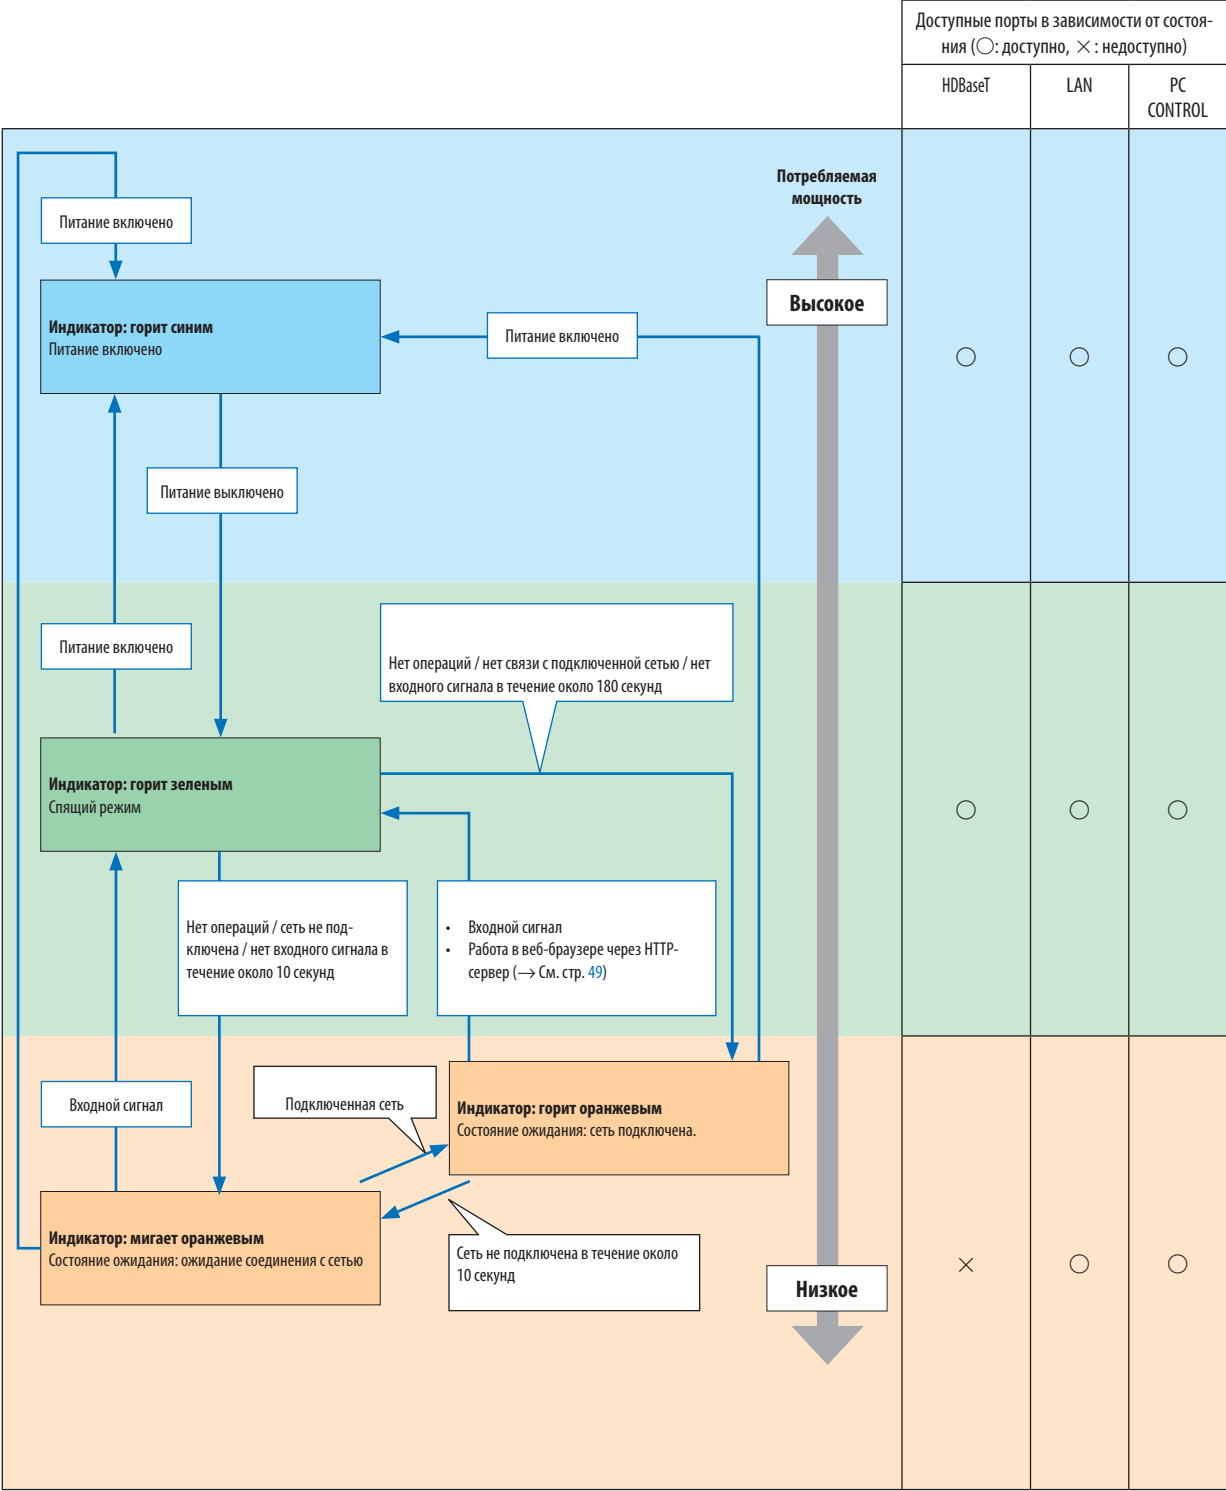 Доступные порты в зависимости от состоя-
ния (○: доступно, ×: недоступно)
HDBaseT
LAN
PC
CONTROL
Потребляемая
мощность
Питание включено
Высокое
Индикатор: горит синим
Питание включено
Питание включено
○ ○ ○
Питание выключено
Питание включено
Нет операций / нет связи с подключенной сетью / нет
входного сигнала в течение около 180 секунд
Индикатор: горит зеленым
Спящий режим
○ ○ ○
Нет операций / сеть не под-
ключена / нет входного сигнала в
течение около 10 секунд
• Входной сигнал
• Работа в веб-браузере через HTTP-
сервер (→ См. стр. 49)
Входной сигнал
Подключенная сеть
Индикатор: горит оранжевым
Состояние ожидания: сеть подключена.
Индикатор: мигает оранжевым
Состояние ожидания: ожидание соединения с сетью
Сеть не подключена в течение около
10 секунд
Низкое
× ○ ○